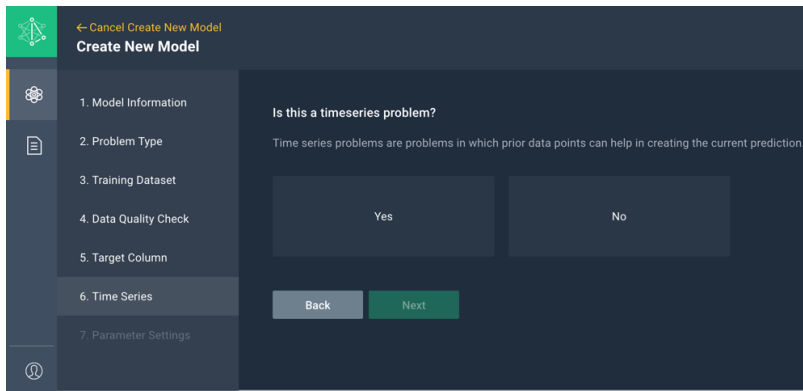 ← Cancel Create New Model
Create New Model
1. Model Information
2. Problem Type
3. Training Dataset
4. Data Quality Check
5. Target Column
6. Time Series
7. Parameter Settings
Is this a timeseries problem?
Time series problems are problems in which prior data points can help in creating the current prediction.
Yes
No
Back
Next